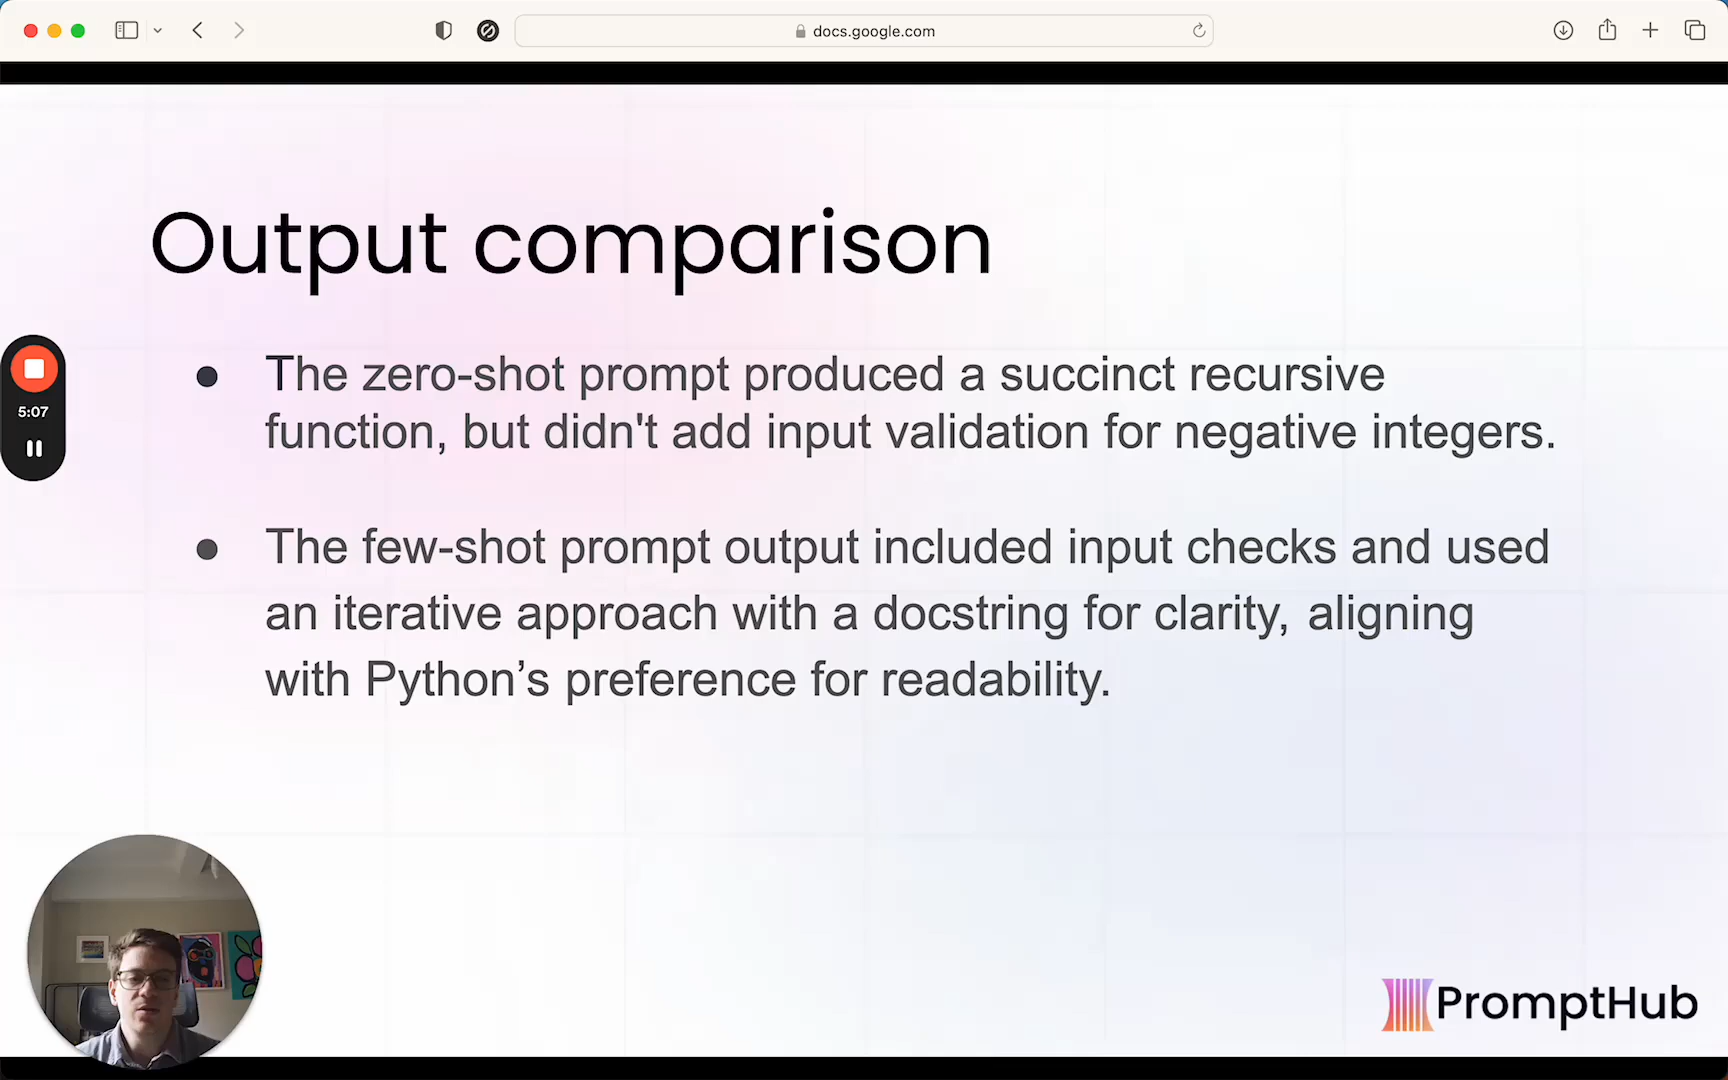 docs.google.com
Output comparison
● The zero-shot prompt produced a succinct recursive
function, but didn't add input validation for negative integers.
5:07
● The few-shot prompt output included input checks and used
an iterative approach with a docstring for clarity, aligning
with Python’s preference for readability.
PromptHub